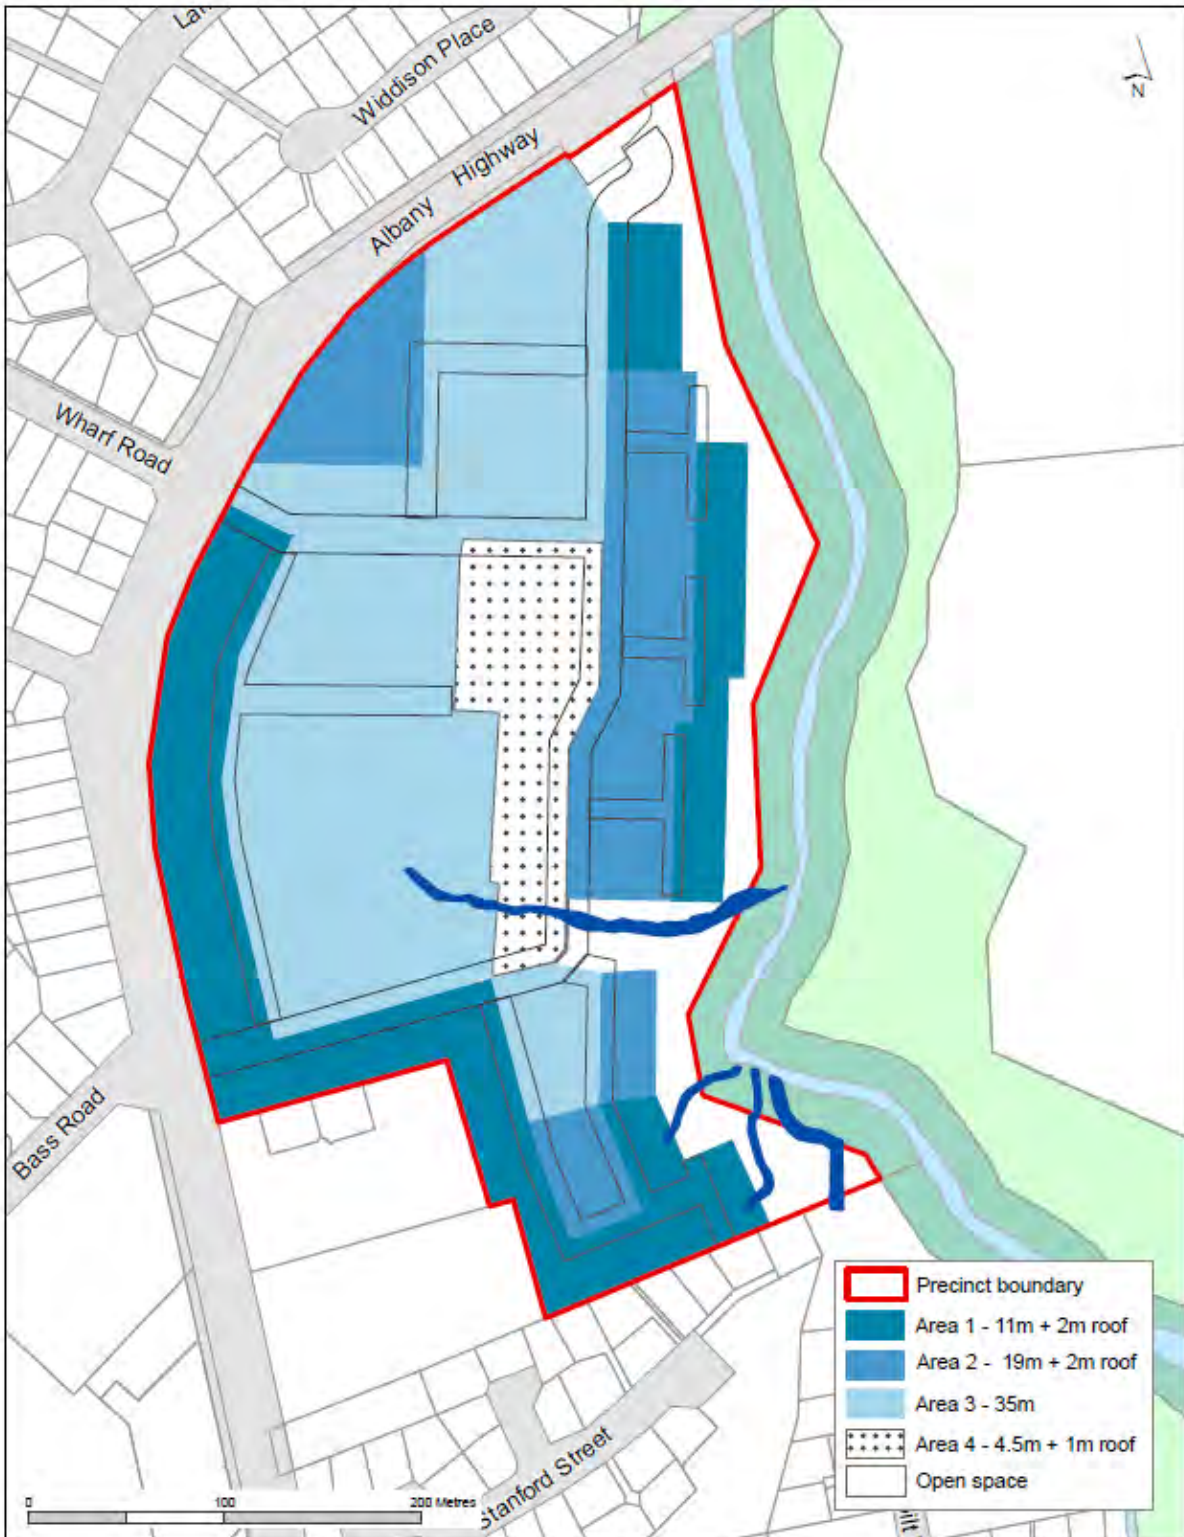 Widdison Place
Albany Highway
N
Wharf Road
Bass Road
Stanford Street
0 100 200 Metres
Precinct boundary
Area 1 - 11m + 2m roof
Area 2 - 19m + 2m roof
Area 3 - 35m
Area 4 - 4.5m + 1m roof
Open space